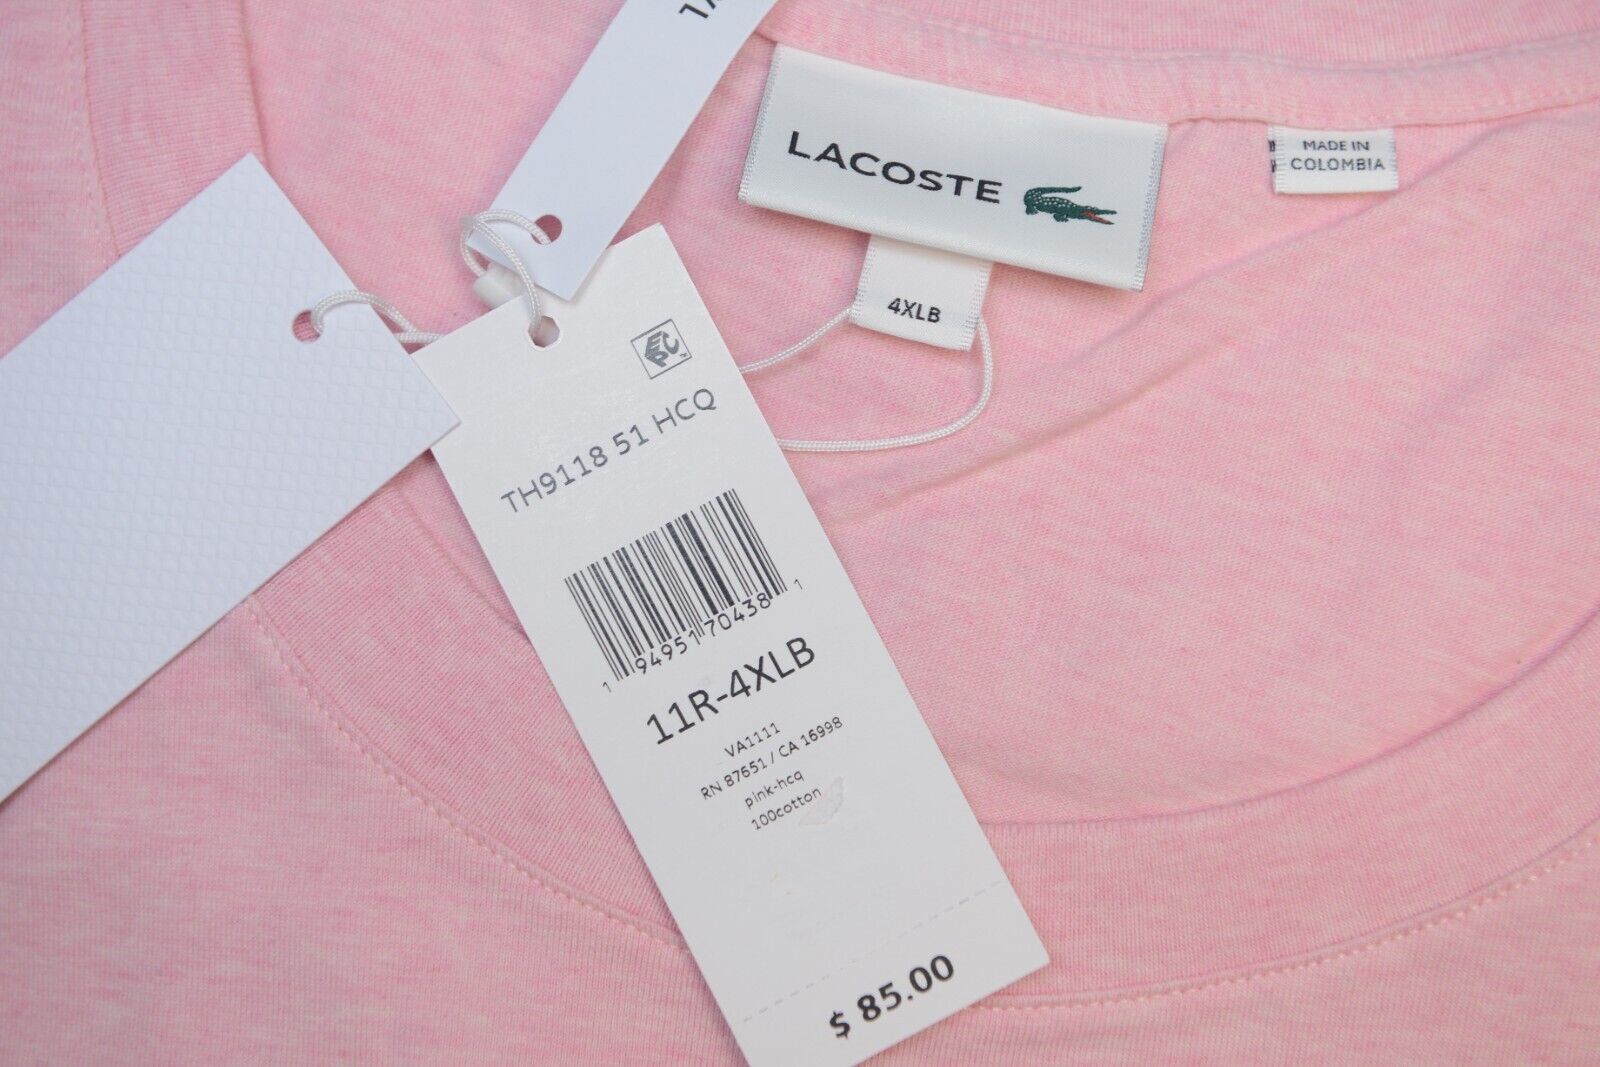 LACOSTE
4XLB
MADE IN
COLOMBIA
EPC
TH9118 51 HCQ
1 94951 70438 1
11R-4XLB
VA1111
RN 87651 / CA 16998
pink-hcq
100cotton
$ 85.00